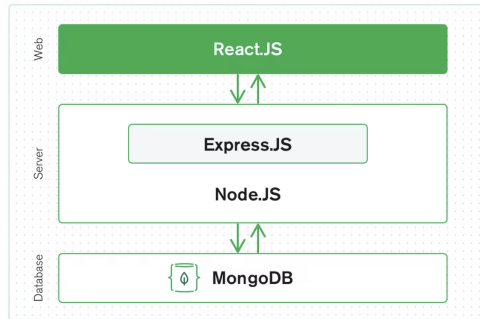 Web
React.JS
Server
Express.JS
Node.JS
Database
MongoDB